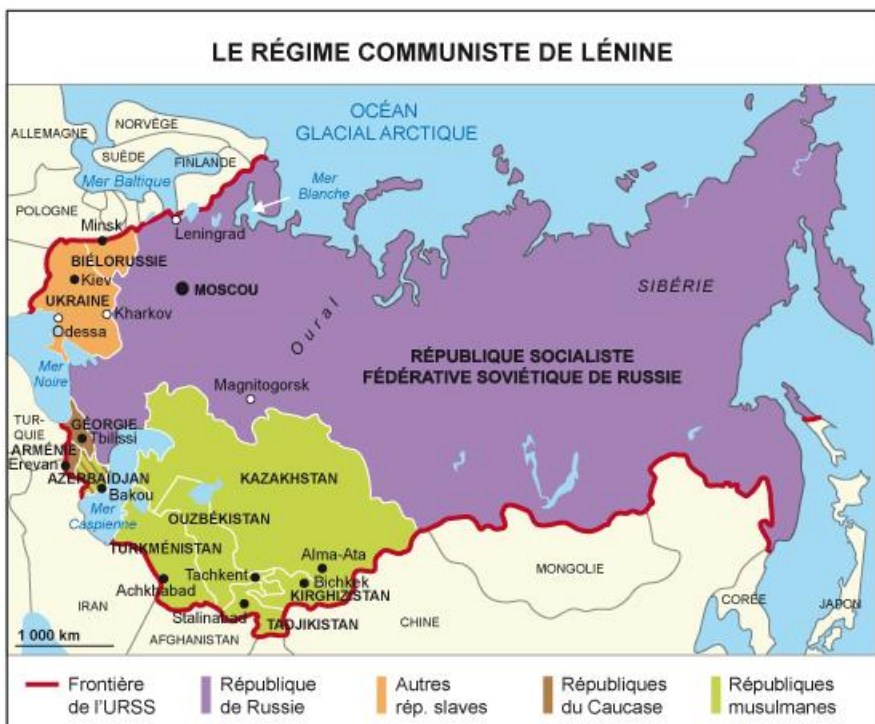 LE RÉGIME COMMUNISTE DE LÉNINE
OCÉAN
GLACIAL ARCTIQUE
ALLEMAGNE
NORVÈGE
SUÈDE
FINLANDE
Mer Baltique
Mer
Blanche
POLOGNE
Minsk
Leningrad
BIÉLORUSSIE
Kiev
MOSCOU
SIBÉRIE
UKRAINE
Kharkov
Odessa
Oural
RÉPUBLIQUE SOCIALISTE
FÉDÉRATIVE SOVIÉTIQUE DE RUSSIE
Mer
Noire
Magnitogorsk
TUR-
QUIE
GÉORGIE
Tbilissi
ARMÉNIE
Erevan
AZERBAÏDJAN
Bakou
KAZAKHSTAN
Mer
Caspienne
OUZBÉKISTAN
TURKMÉNISTAN
Alma-Ata
Tachkent
Bichkek
Achkhabad
KIRGHIZISTAN
MONGOLIE
Stalinabad
TADJIKISTAN
IRAN
AFGHANISTAN
CHINE
CORÉE
JAPON
1 000 km
Frontière
de l'URSS
République
de Russie
Autres
rép. slaves
Républiques
du Caucase
Républiques
musulmanes